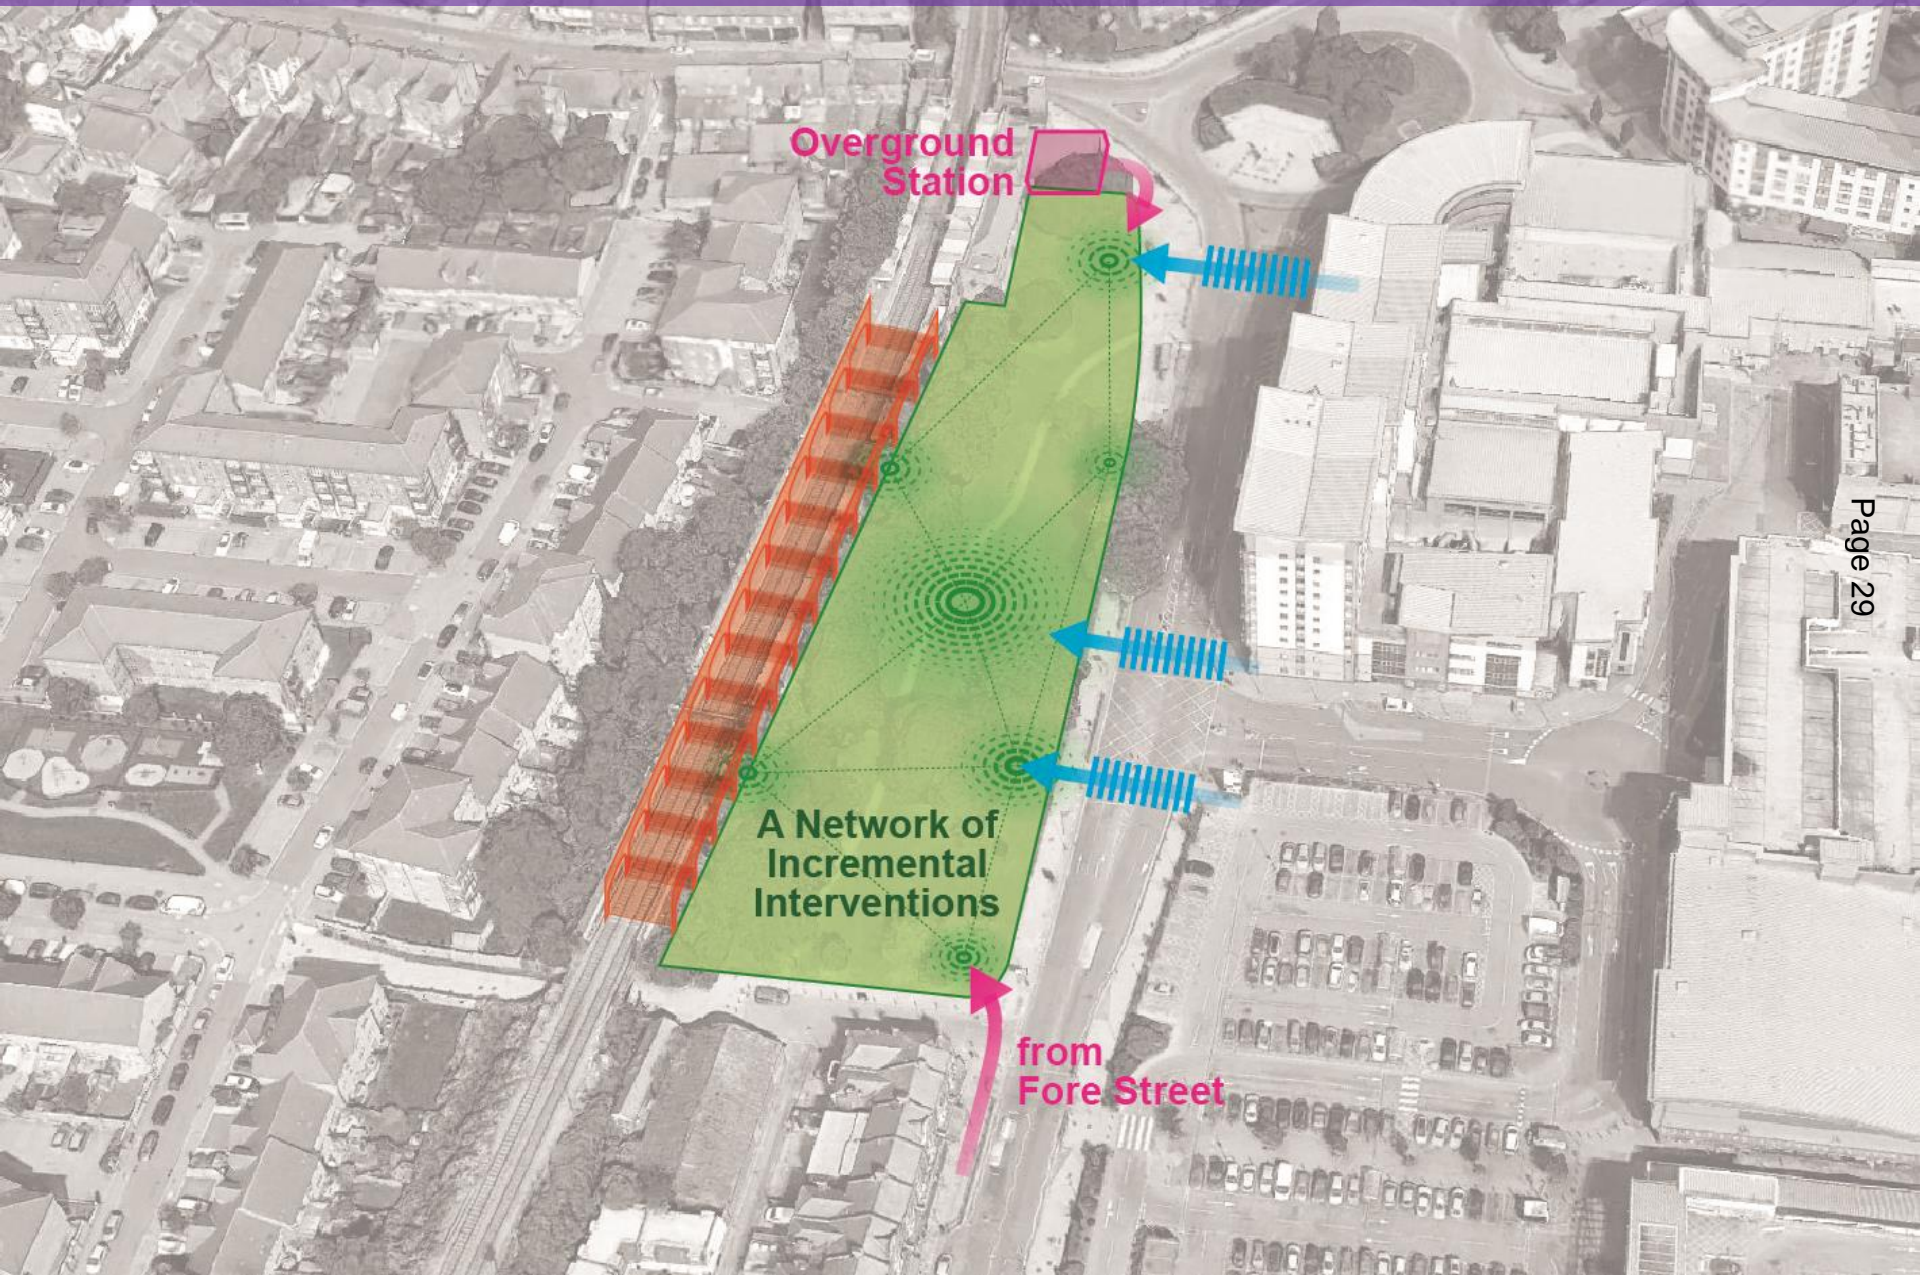 Overground
Station
A Network of
Incremental
Interventions
from
Fore Street
Page 29